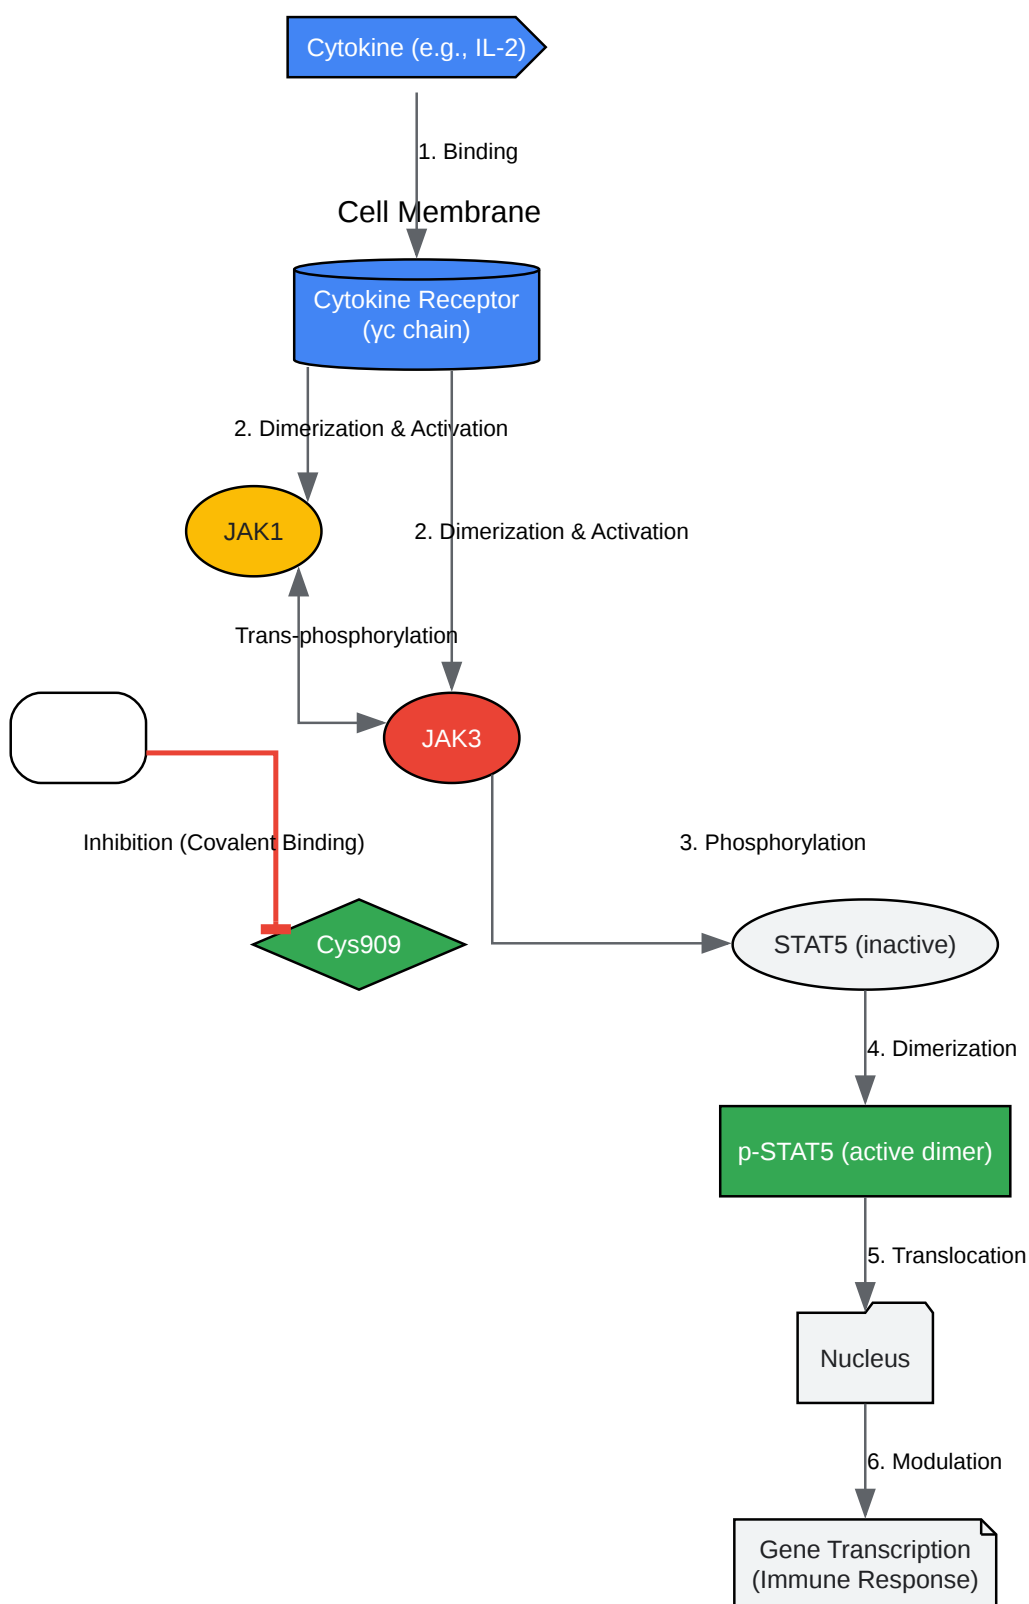 Cytokine (e.g., IL-2)
1. Binding
Cell Membrane
Cytokine Receptor
(γc chain)
2. Dimerization & Activation
JAK1
2. Dimerization & Activation
Trans-phosphorylation
JAK3
Inhibition (Covalent Binding)
3. Phosphorylation
Cys909
STAT5 (inactive)
4. Dimerization
p-STAT5 (active dimer)
5. Translocation
Nucleus
6. Modulation
Gene Transcription
(Immune Response)